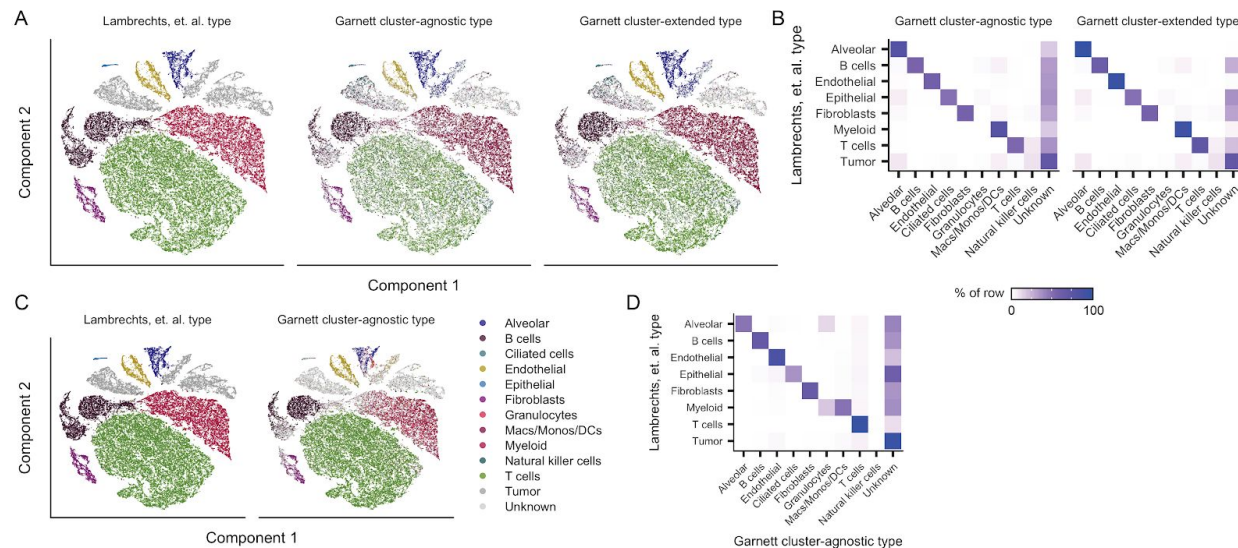 A
Lambrechts, et. al. type
Garnett cluster-agnostic type
Garnett cluster-extended type
Component 2
Component 1
B
Garnett cluster-agnostic type
Garnett cluster-extended type
Lambrechts, et. al. type
Alveolar
B cells
Endothelial
Epithelial
Fibroblasts
Myeloid
T cells
Tumor
Alveolar
B cells
Endothelial
Ciliated cells
Fibroblasts
Granulocytes
Macs/Monos/DCs
T cells
Natural killer cells
Unknown
Alveolar
B cells
Endothelial
Ciliated cells
Fibroblasts
Granulocytes
Macs/Monos/DCs
T cells
Natural killer cells
Unknown
% of row
0
100
C
Lambrechts, et. al. type
Garnett cluster-agnostic type
Component 2
Component 1
Alveolar
B cells
Ciliated cells
Endothelial
Epithelial
Fibroblasts
Granulocytes
Macs/Monos/DCs
Myeloid
Natural killer cells
T cells
Tumor
Unknown
D
Lambrechts, et. al. type
Alveolar
B cells
Endothelial
Epithelial
Fibroblasts
Myeloid
T cells
Tumor
Alveolar
B cells
Endothelial
Ciliated cells
Fibroblasts
Granulocytes
Macs/Monos/DCs
T cells
Natural killer cells
Unknown
Garnett cluster-agnostic type